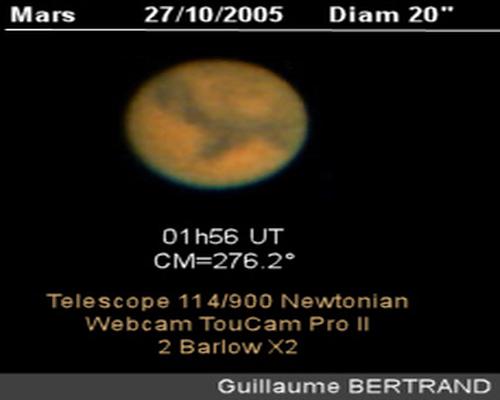 Mars 27/10/2005 Diam 20"
01h56 UT
CM=276.2°
Telescope 114/900 Newtonian
Webcam TouCam Pro II
2 Barlow X2
Guillaume BERTRAND